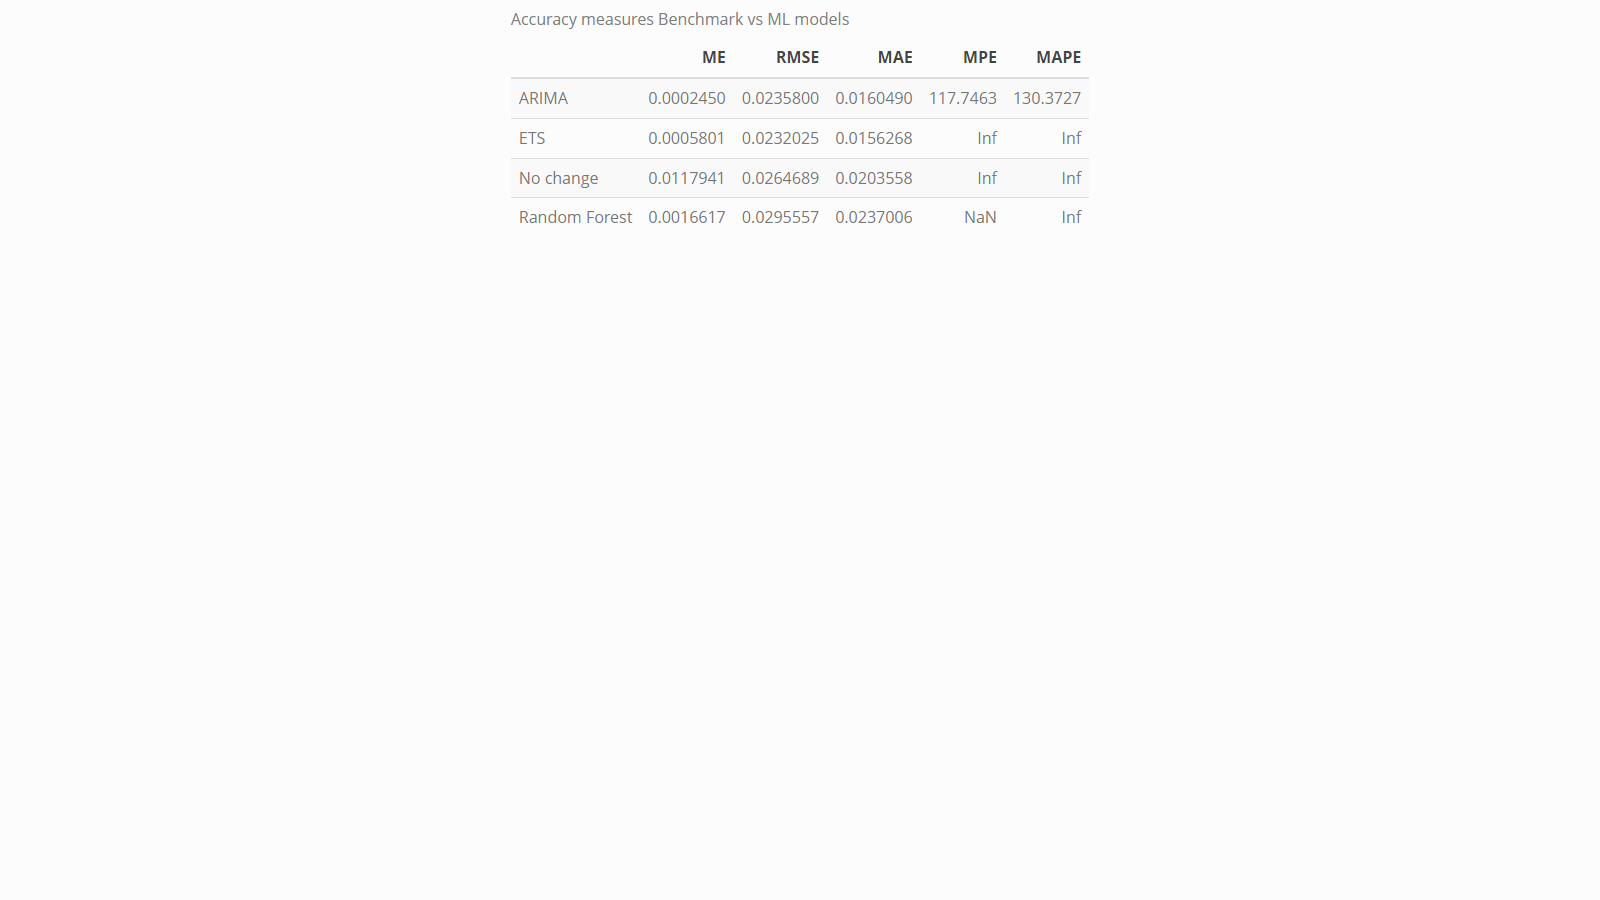 Accuracy measures Benchmark vs ML models
ME RMSE MAE MPE MAPE
ARIMA 0.0002450 0.0235800 0.0160490 117.7463 130.3727
ETS 0.0005801 0.0232025 0.0156268 Inf Inf
No change 0.0117941 0.0264689 0.0203558 Inf Inf
Random Forest 0.0016617 0.0295557 0.0237006 NaN Inf